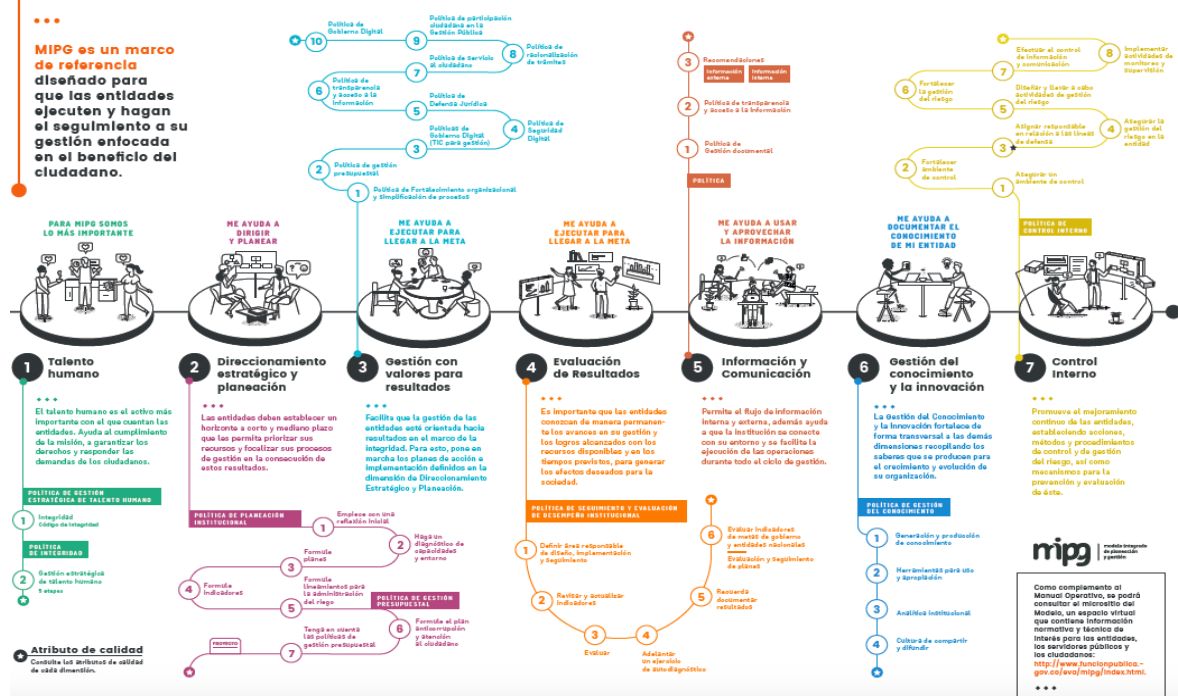 MIPG es un marco
de referencia
diseñado para
que las entidades
ejecuten y hagan
el seguimiento a su
gestión enfocada
en el beneficio del
ciudadano.
10
Política de
Gobierno Digital
9
Política de participación
ciudadana en la
Gestión Pública
8
Política de
racionalización
de trámites
7
Política de servicio
al ciudadano
6
Política de
transparencia
y acceso a la
Información
5
Política de
Defensa Jurídica
4
Política de
Seguridad
Digital
3
Políticas de
Gobierno Digital
(TIC para gestión)
2
Política de gestión
presupuestal
1
Política de Fortalecimiento organizacional
y simplificación de procesos
3
Recomendaciones
Información
externa
Información
interna
2
Política de transparencia
y acceso a la Información
1
Política de
Gestión documental
POLÍTICA
8
Implementar
actividades de
monitoreo y
supervisión
7
Efectuar el control
de información
y comunicación
6
Fortalecer
la gestión
del riesgo
5
Diseñar y llevar a cabo
actividades de gestión
del riesgo
4
Asegurar la
gestión del
riesgo en la
entidad
3
Asignar responsable
en relación a las líneas
de defensa
2
Fortalecer
ambiente
de control
1
Asegurar un
ambiente de control
POLÍTICA DE
CONTROL INTERNO
PARA MIPG SOMOS
LO MÁS IMPORTANTE
ME AYUDA A
DIRIGIR
Y PLANEAR
ME AYUDA A
EJECUTAR PARA
LLEGAR A LA META
ME AYUDA A
EJECUTAR PARA
LLEGAR A LA META
ME AYUDA A USAR
Y APROVECHAR
LA INFORMACIÓN
ME AYUDA A
DOCUMENTAR EL
CONOCIMIENTO
DE MI ENTIDAD
1
Talento
humano
El talento humano es el activo más
importante con el que cuentan las
entidades. Ayuda al cumplimiento
de la misión, a garantizar los
derechos y responder las
demandas de los ciudadanos.
POLÍTICA DE GESTIÓN
ESTRATÉGICA DE TALENTO HUMANO
1
Integridad
Código de Integridad
POLÍTICA
DE INTEGRIDAD
2
Gestión estratégica
de talento humano
5 etapas
Atributo de calidad
Consulte los atributos de calidad
de cada dimensión.
2
Direccionamiento
estratégico y
planeación
Las entidades deben establecer un
horizonte a corto y mediano plazo
que les permita priorizar sus
recursos y focalizar sus procesos
de gestión en la consecución de
estos resultados.
POLÍTICA DE PLANEACIÓN
INSTITUCIONAL
1
Empiece con una
reflexión inicial
2
Haga un
diagnóstico de
capacidades
y entorno
3
Formule
planes
4
Formule
indicadores
5
Formule
lineamientos para
la administración
del riego
POLÍTICA DE GESTIÓN
PRESUPUESTAL
6
Formule el plan
anticorrupción
y atención
al ciudadano
7
Tenga en cuenta
las políticas de
gestión presupuestal
PROYECTO
3
Gestión con
valores para
resultados
Facilita que la gestión de las
entidades esté orientada hacia
resultados en el marco de la
integridad. Para esto, pone en
marcha los planes de acción e
implementación definidos en la
dimensión de Direccionamiento
Estratégico y Planeación.
4
Evaluación
de Resultados
Es importante que las entidades
conozcan de manera permanen-
te los avances en su gestión y
los logros alcanzados con los
recursos disponibles y en los
tiempos previstos, para generar
los efectos deseados para la
sociedad.
POLÍTICA DE SEGUIMIENTO Y EVALUACIÓN
DE DESEMPEÑO INSTITUCIONAL
1
Definir área responsable
de diseño, implementación
y seguimiento
2
Revisar y actualizar
indicadores
3
Evaluar
4
Adelantar
un ejercicio
de autodiagnóstico
5
Recuerda
documentar
resultados
6
Evaluar indicadores
de metas de gobierno
y entidades nacionales
Evaluación y seguimiento
de planes
5
Información y
Comunicación
Permite el flujo de información
interna y externa, además ayuda
a que la institución se conecte
con su entorno y se facilita la
ejecución de las operaciones
durante todo el ciclo de gestión.
6
Gestión del
conocimiento
y la innovación
La Gestión del Conocimiento
y la Innovación fortalece de
forma transversal a las demás
dimensiones recopilando los
saberes que se producen para
el crecimiento y evolución de
su organización.
POLÍTICA DE GESTIÓN
DEL CONOCIMIENTO
1
Generación y producción
de conocimiento
2
Herramientas para uso
y apropiación
3
Analítica institucional
4
Cultura de compartir
y difundir
7
Control
Interno
Promueva el mejoramiento
continuo de las entidades,
estableciendo acciones,
métodos y procedimientos
de control y de gestión
del riesgo, así como
mecanismos para la
prevención y evaluación
de éste.
mipg
modelo integrado
de planeación
y gestión
Como complemento al
Manual Operativo, se podrá
consultar el micrositio del
Modelo, un espacio virtual
que contiene información
normativa y técnica de
interés para las entidades,
los servidores públicos y
los ciudadanos:
http://www.funcionpublica.-
gov.co/eva/mipg/index.html.